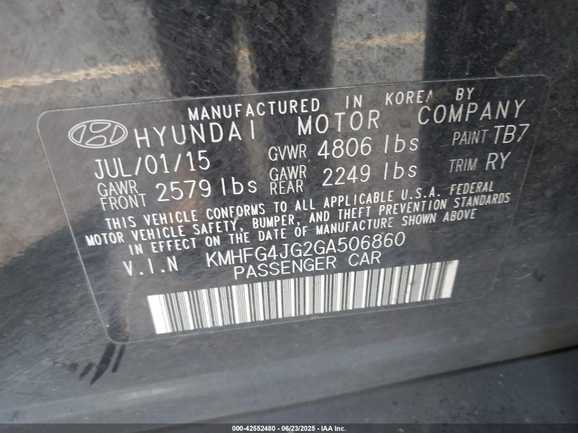 MANUFACTURED IN KOREA BY
HYUNDAI MOTOR COMPANY
JUL/01/15 GVWR 4806 lbs PAINT TB7
GAWR FRONT 2579 lbs GAWR REAR 2249 lbs TRIM RY
THIS VEHICLE CONFORMS TO ALL APPLICABLE U.S.A. FEDERAL
MOTOR VEHICLE SAFETY, BUMPER, AND THEFT PREVENTION STANDARDS
IN EFFECT ON THE DATE OF MANUFACTURE SHOWN ABOVE
V.I.N KMHFG4JG2GA506860
PASSENGER CAR
000-42552480 - 06/23/2025 - IAA, Inc.